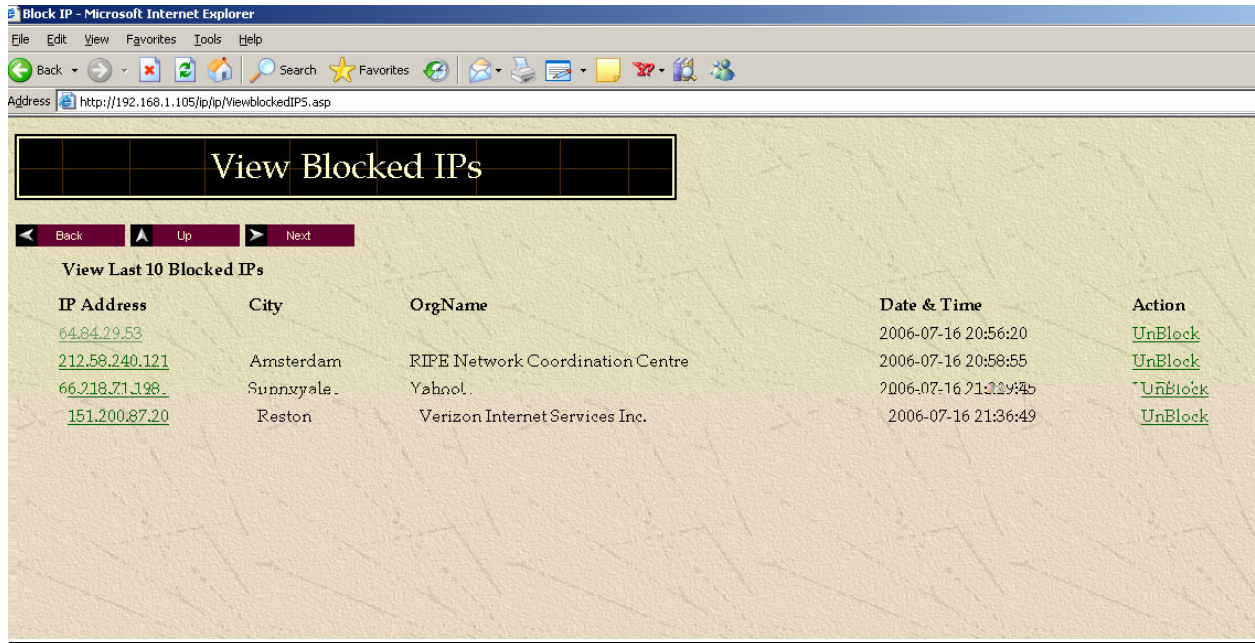 Block IP - Microsoft Internet Explorer
File Edit View Favorites Tools Help
Back Search Favorites
Address http://192.168.1.105/ip/ip/ViewblockedIPS.asp
View Blocked IPs
Back Up Next
View Last 10 Blocked IPs
IP Address City OrgName Date & Time Action
64.84.29.53 2006-07-16 20:56:20 UnBlock
212.58.240.121 Amsterdam RIPE Network Coordination Centre 2006-07-16 20:58:55 UnBlock
66.218.71.198 Sunnyvale Yahoo! 2006-07-16 UnBlock
151.200.87.20 Reston Verizon Internet Services Inc. 2006-07-16 21:36:49 UnBlock